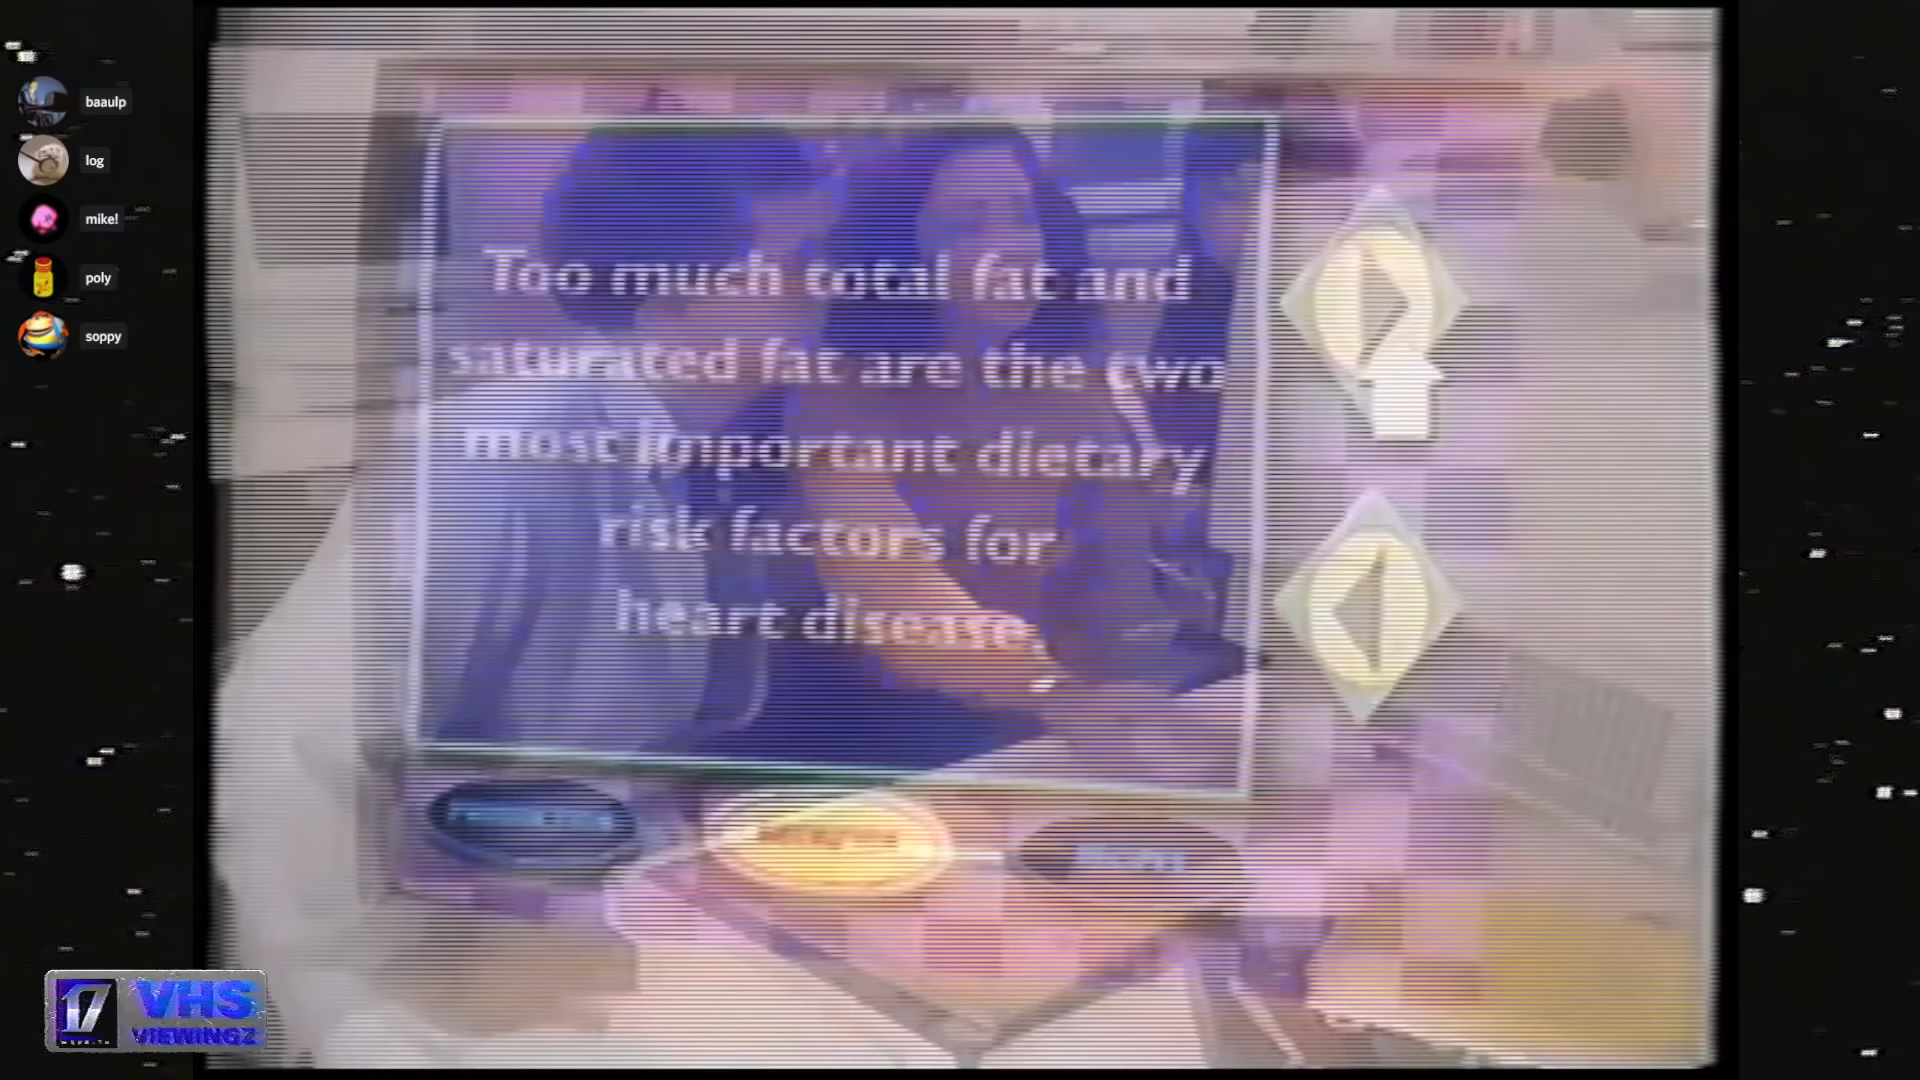 baaulp
log
mike!
poly
soppy
Too much total fat and
saturated fat are the two
most important dietary
risk factors for
heart disease.
17
VHS
VIEWINGZ